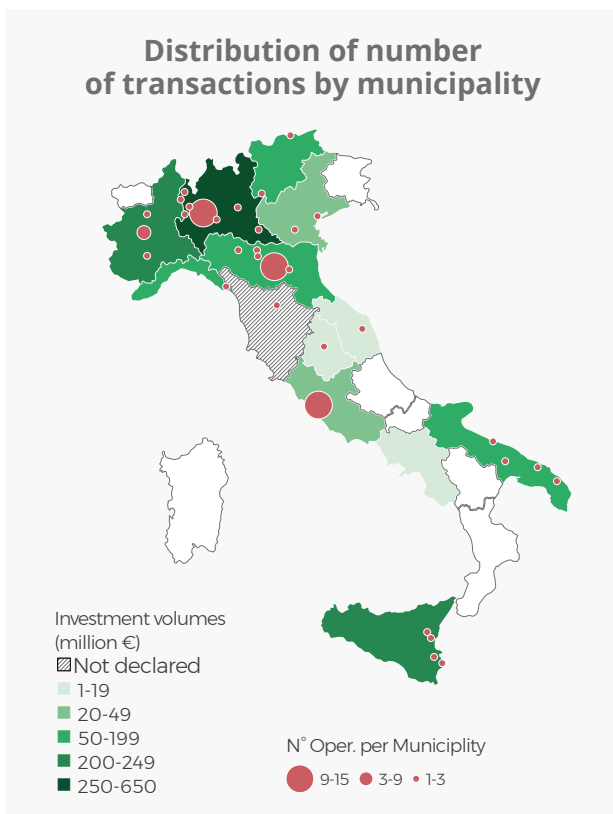 Distribution of number
of transactions by municipality
Investment volumes
(million €)
Not declared
1-19
20-49
50-199
200-249
250-650
N° Oper. per Municiplity
9-15 3-9 1-3